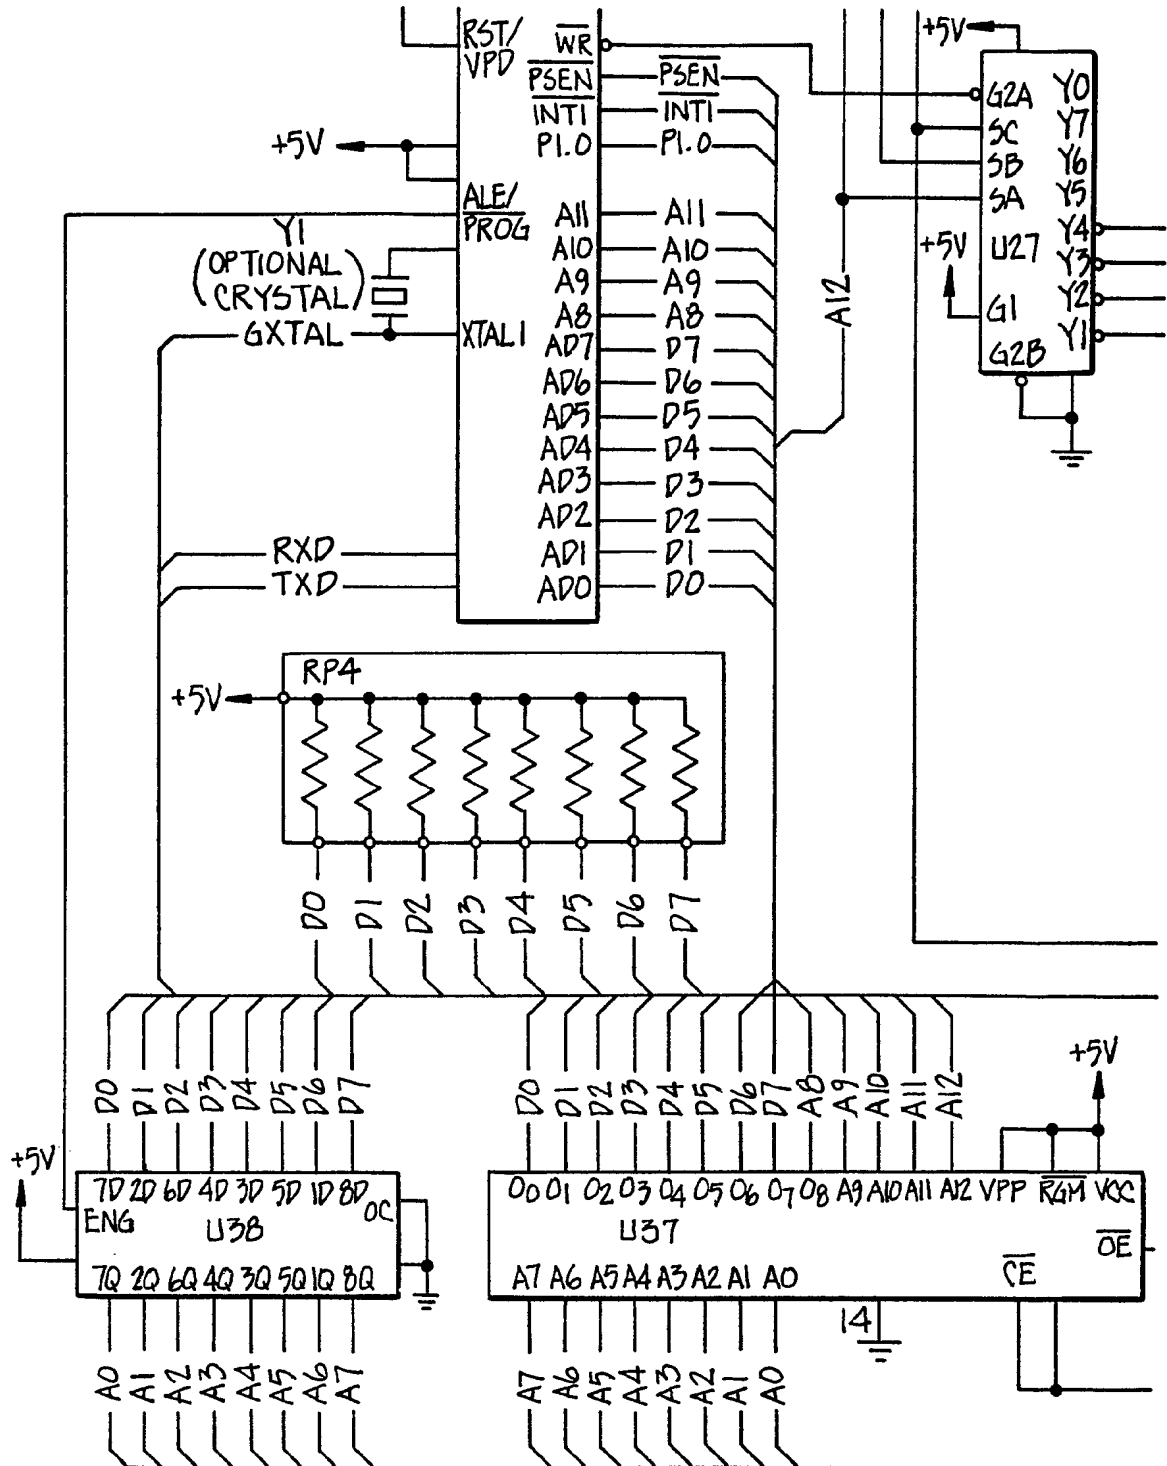 RST/
VPD
WR
PSEN
INT1
P1.0
A11
A10
A9
A8
AD7
AD6
AD5
AD4
AD3
AD2
AD1
AD0
PSEN
INT1
P1.0
A11
A10
A9
A8
D7
D6
D5
D4
D3
D2
D1
D0
+5V
ALE/
PROG
Y1
(OPTIONAL
CRYSTAL)
GXTAL
XTAL1
RXD
TXD
A12
+5V
G2A
SC
SB
SA
+5V
U27
G1
G2B
Y0
Y7
Y6
Y5
Y4
Y3
Y2
Y1
RP4
+5V
D0 D1 D2 D3 D4 D5 D6 D7
D0 D1 D2 D3 D4 D5 D6 D7
D0 D1 D2 D3 D4 D5 D6 D7 A8 A9 A10 A11 A12
+5V
+5V
7D 2D 6D 4D 3D 5D 1D 8D
ENG
OC
U38
7Q 2Q 6Q 4Q 3Q 5Q 1Q 8Q
O0 O1 O2 O3 O4 O5 O6 O7 O8 A9 A10 A11 A12 VPP RGM VCC
U37
OE
CE
A7 A6 A5 A4 A3 A2 A1 A0
14
A0 A1 A2 A3 A4 A5 A6 A7
A7 A6 A5 A4 A3 A2 A1 A0